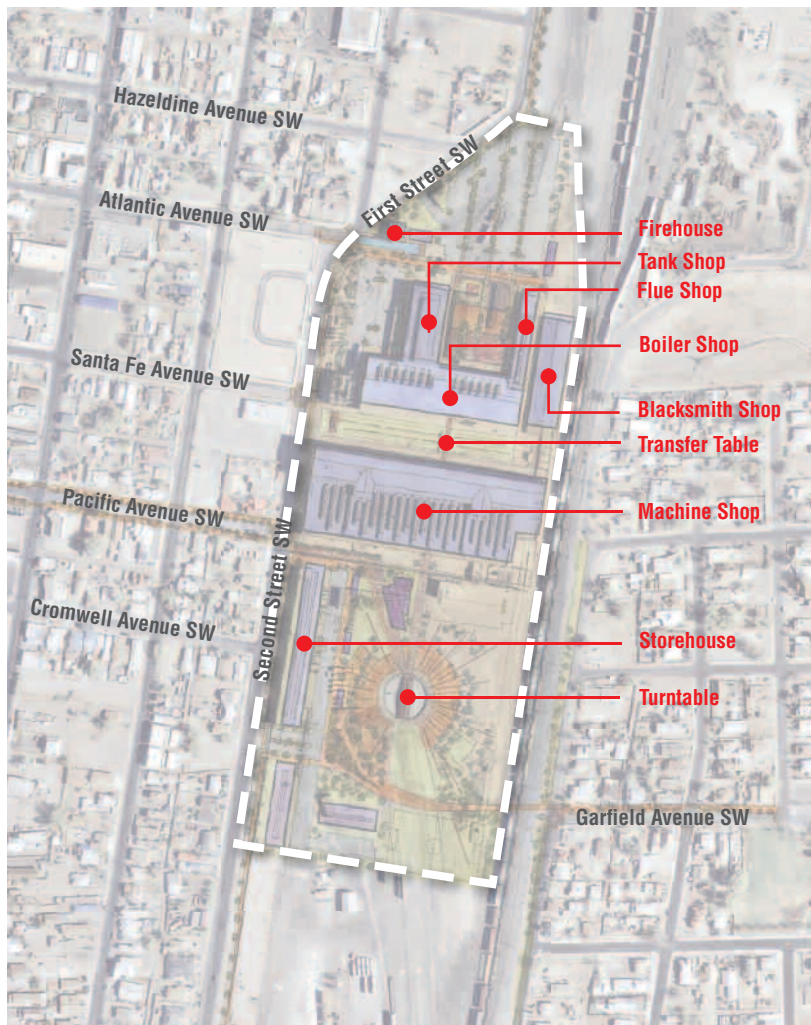 Hazeldine Avenue SW
First Street SW
Atlantic Avenue SW
Firehouse
Tank Shop
Flue Shop
Boiler Shop
Santa Fe Avenue SW
Blacksmith Shop
Transfer Table
Pacific Avenue SW
Machine Shop
Second Street SW
Cromwell Avenue SW
Storehouse
Turntable
Garfield Avenue SW